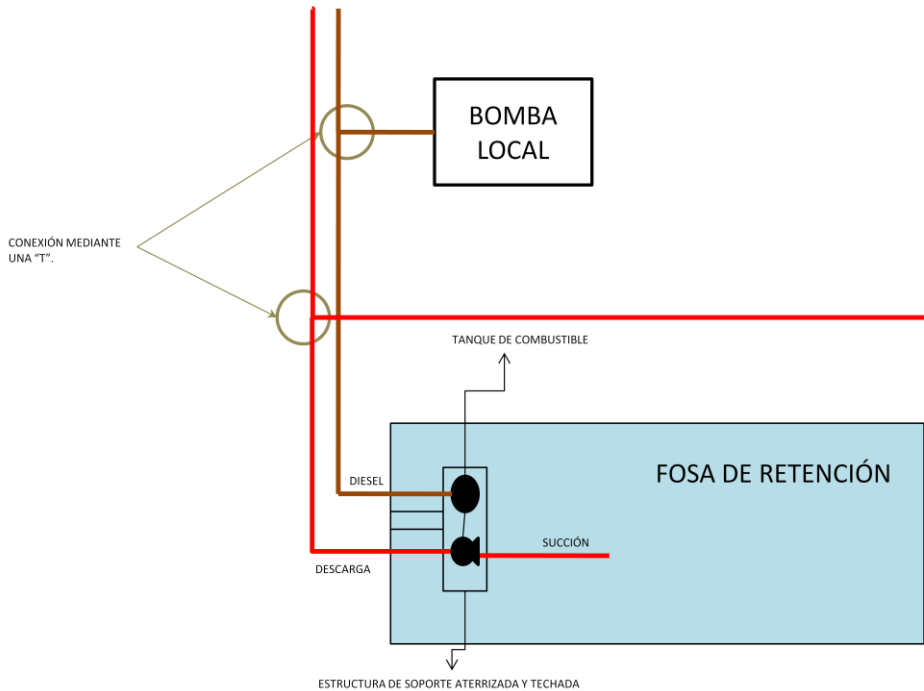 BOMBA
LOCAL
CONEXIÓN MEDIANTE
UNA “T”.
TANQUE DE COMBUSTIBLE
FOSA DE RETENCIÓN
DIESEL
SUCCIÓN
DESCARGA
ESTRUCTURA DE SOPORTE ATERRIZADA Y TECHADA